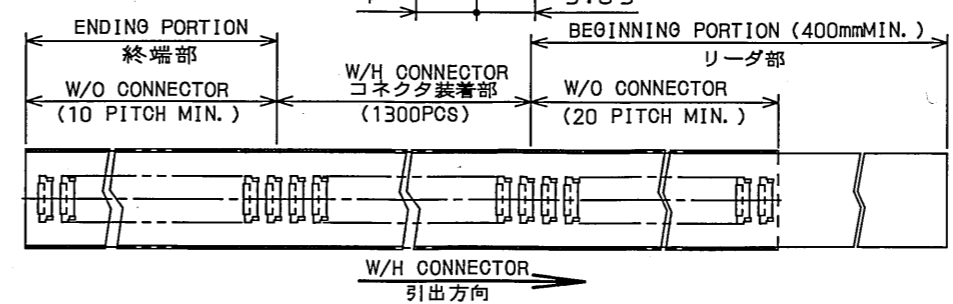 ENDING PORTION
終端部
W/O CONNECTOR
(10 PITCH MIN.)
W/H CONNECTOR
コネクタ装着部
(1300PCS)
BEGINNING PORTION (400mmMIN.)
リーダ部
W/O CONNECTOR
(20 PITCH MIN.)
W/H CONNECTOR
引出方向